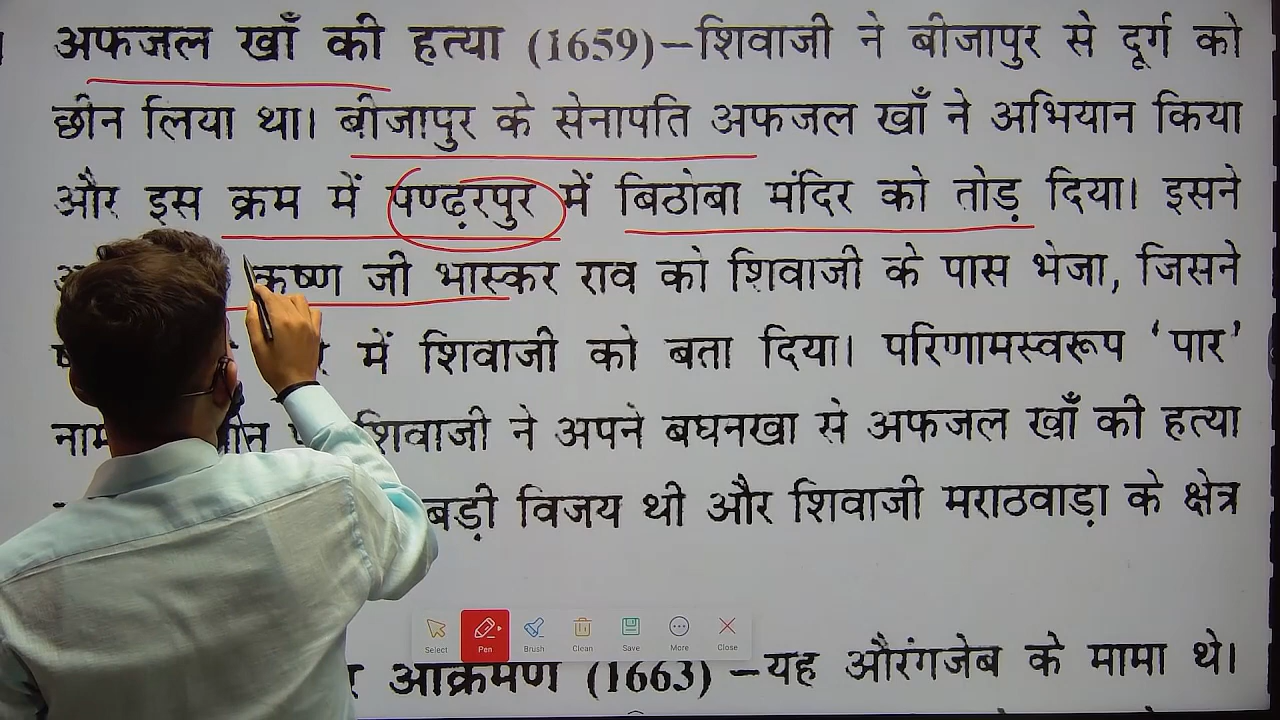 अफजल खाँ की हत्या (1659)–शिवाजी ने बीजापुर से दूर्ग को
छीन लिया था। बीजापुर के सेनापति अफजल खाँ ने अभियान किया
और इस क्रम में पण्ढ़रपुर में बिठोबा मंदिर को तोड़ दिया। इसने
कृष्ण जी भास्कर राव को शिवाजी के पास भेजा, जिसने
में शिवाजी को बता दिया। परिणामस्वरूप ‘पार’
शिवाजी ने अपने बघनखा से अफजल खाँ की हत्या
बड़ी विजय थी और शिवाजी मराठवाड़ा के क्षेत्र
Select Pen Brush Clean Save More Close
आक्रमण (1663) –यह औरंगजेब के मामा थे।